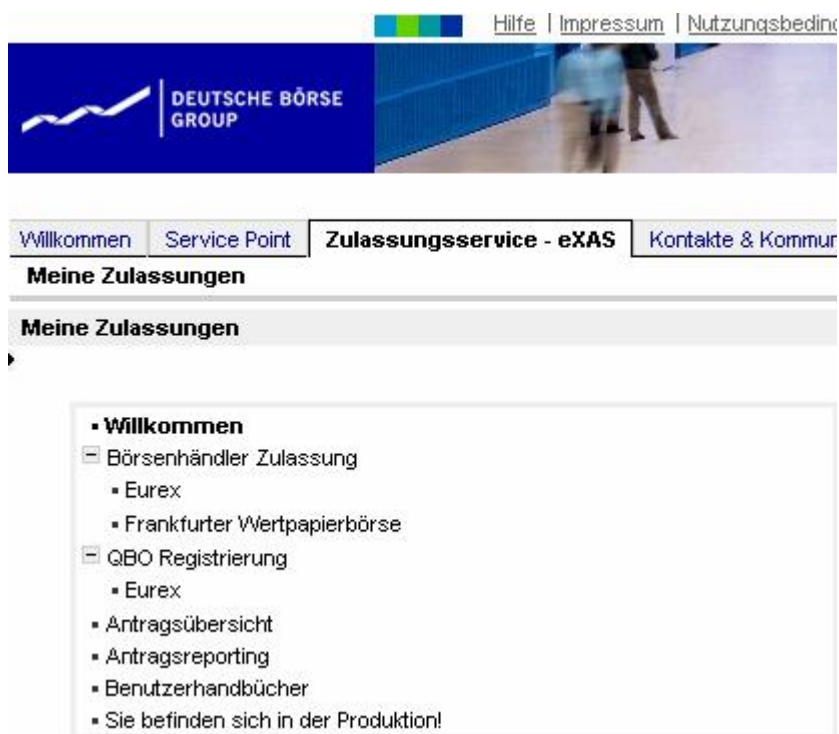 Hilfe | Impressum | Nutzungsbeding
DEUTSCHE BÖRSE
GROUP
Willkommen Service Point Zulassungsservice - eXAS Kontakte & Kommun
Meine Zulassungen
Meine Zulassungen
Willkommen
Börsenhändler Zulassung
Eurex
Frankfurter Wertpapierbörse
QBO Registrierung
Eurex
Antragsübersicht
Antragsreporting
Benutzerhandbücher
Sie befinden sich in der Produktion!